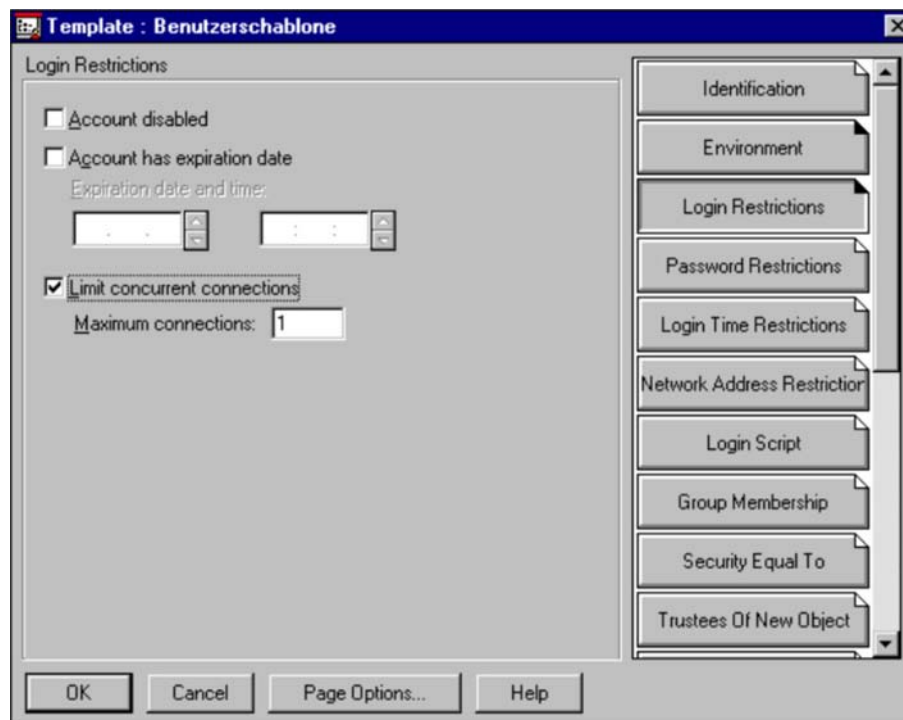 Template : Benutzerschablone
Login Restrictions
Account disabled
Account has expiration date
Expiration date and time:
Limit concurrent connections
Maximum connections: 1
Identification
Environment
Login Restrictions
Password Restrictions
Login Time Restrictions
Network Address Restriction
Login Script
Group Membership
Security Equal To
Trustees Of New Object
OK Cancel Page Options... Help